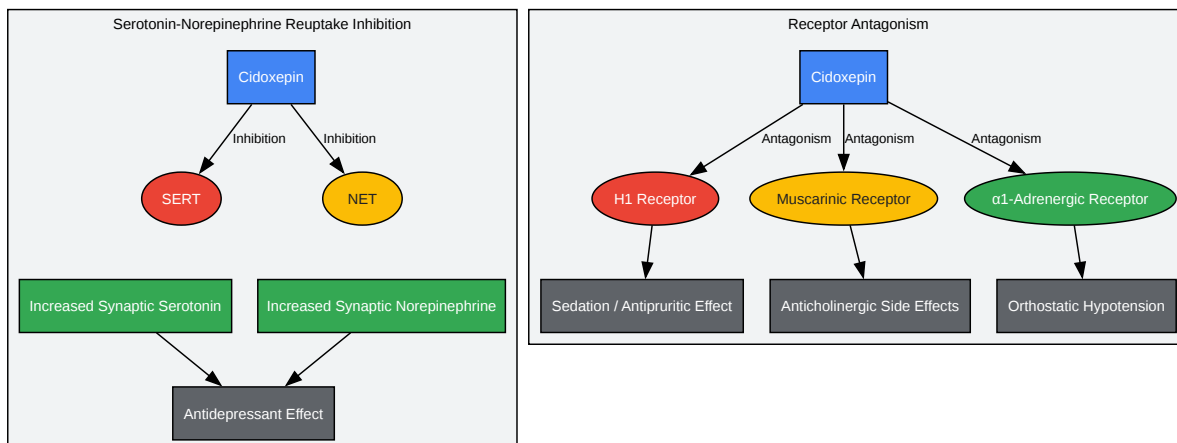 Serotonin-Norepinephrine Reuptake Inhibition
Cidoxepin
Inhibition
Inhibition
SERT
NET
Increased Synaptic Serotonin
Increased Synaptic Norepinephrine
Antidepressant Effect
Receptor Antagonism
Cidoxepin
Antagonism
Antagonism
Antagonism
H1 Receptor
Muscarinic Receptor
α1-Adrenergic Receptor
Sedation / Antipruritic Effect
Anticholinergic Side Effects
Orthostatic Hypotension